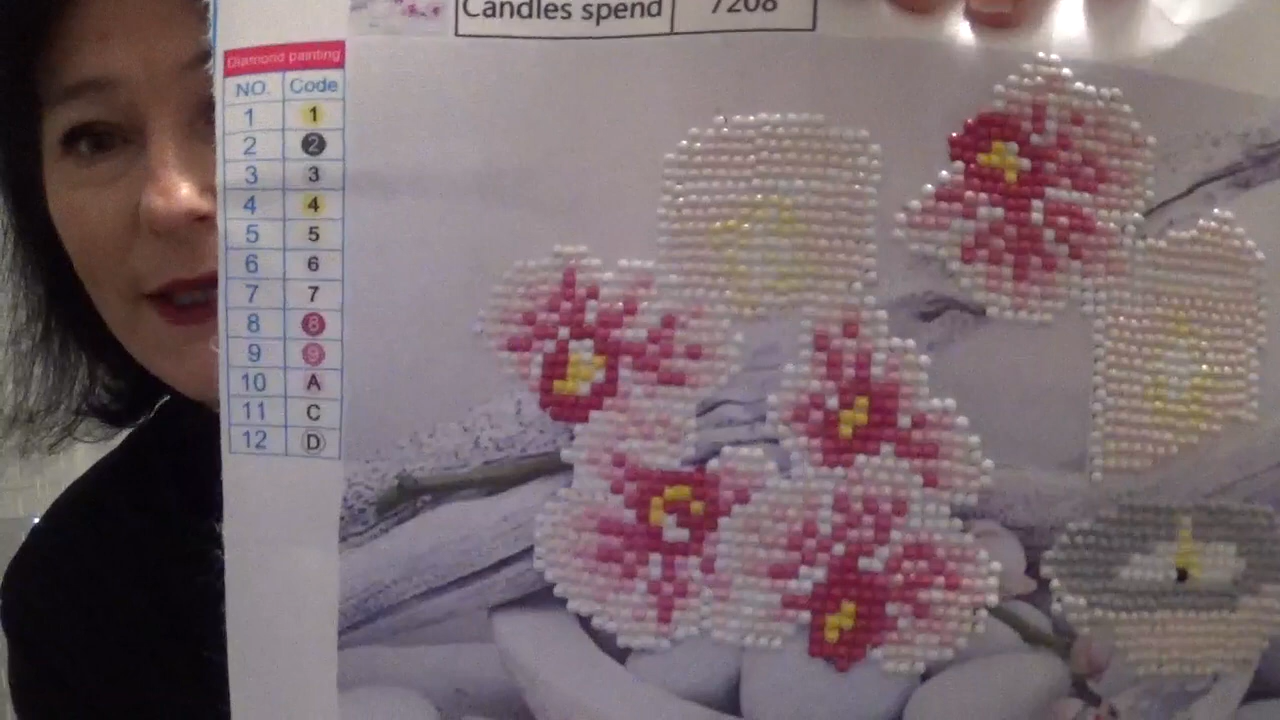 Candles spend 7208
Diamond painting
NO. Code
1 1
2 2
3 3
4 4
5 5
6 6
7 7
8 8
9 9
10 A
11 C
12 D